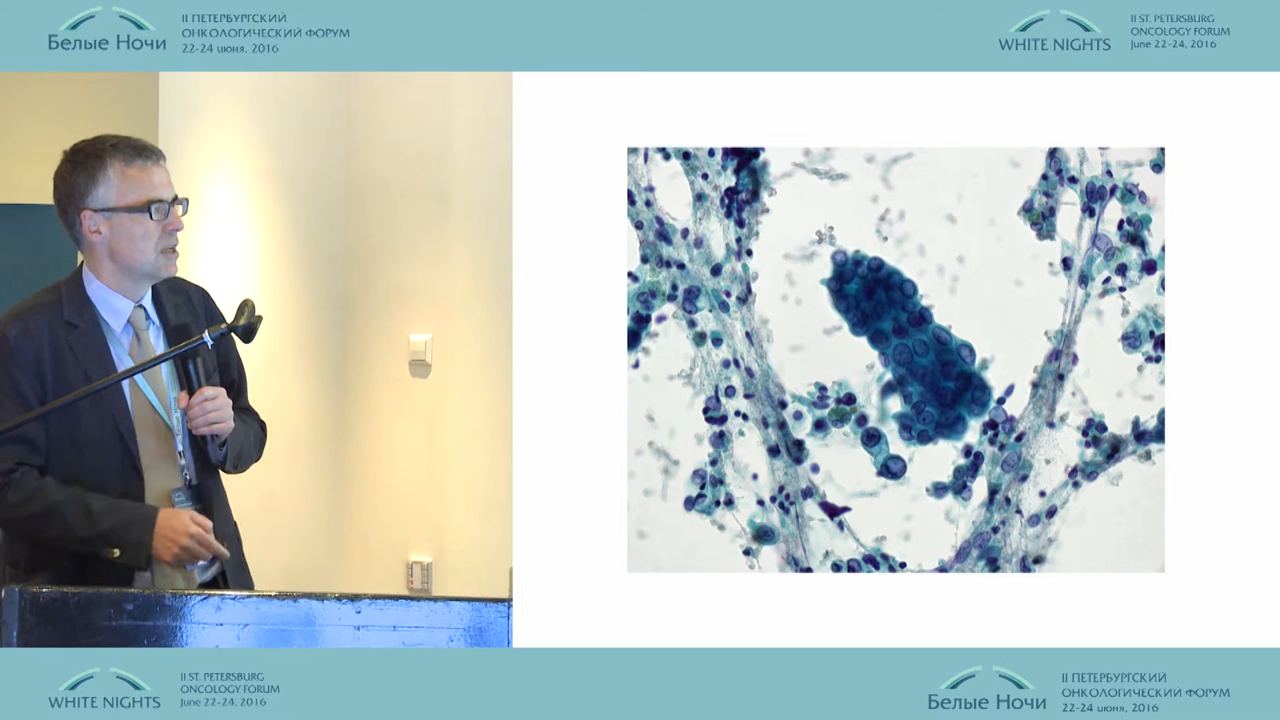 II ПЕТЕРБУРГСКИЙ
ОНКОЛОГИЧЕСКИЙ ФОРУМ
22-24 июня, 2016
Белые Ночи
II ST. PETERSBURG
ONCOLOGY FORUM
June 22-24, 2016
WHITE NIGHTS
II ST. PETERSBURG
ONCOLOGY FORUM
June 22-24, 2016
WHITE NIGHTS
II ПЕТЕРБУРГСКИЙ
ОНКОЛОГИЧЕСКИЙ ФОРУМ
22-24 июня, 2016
Белые Ночи